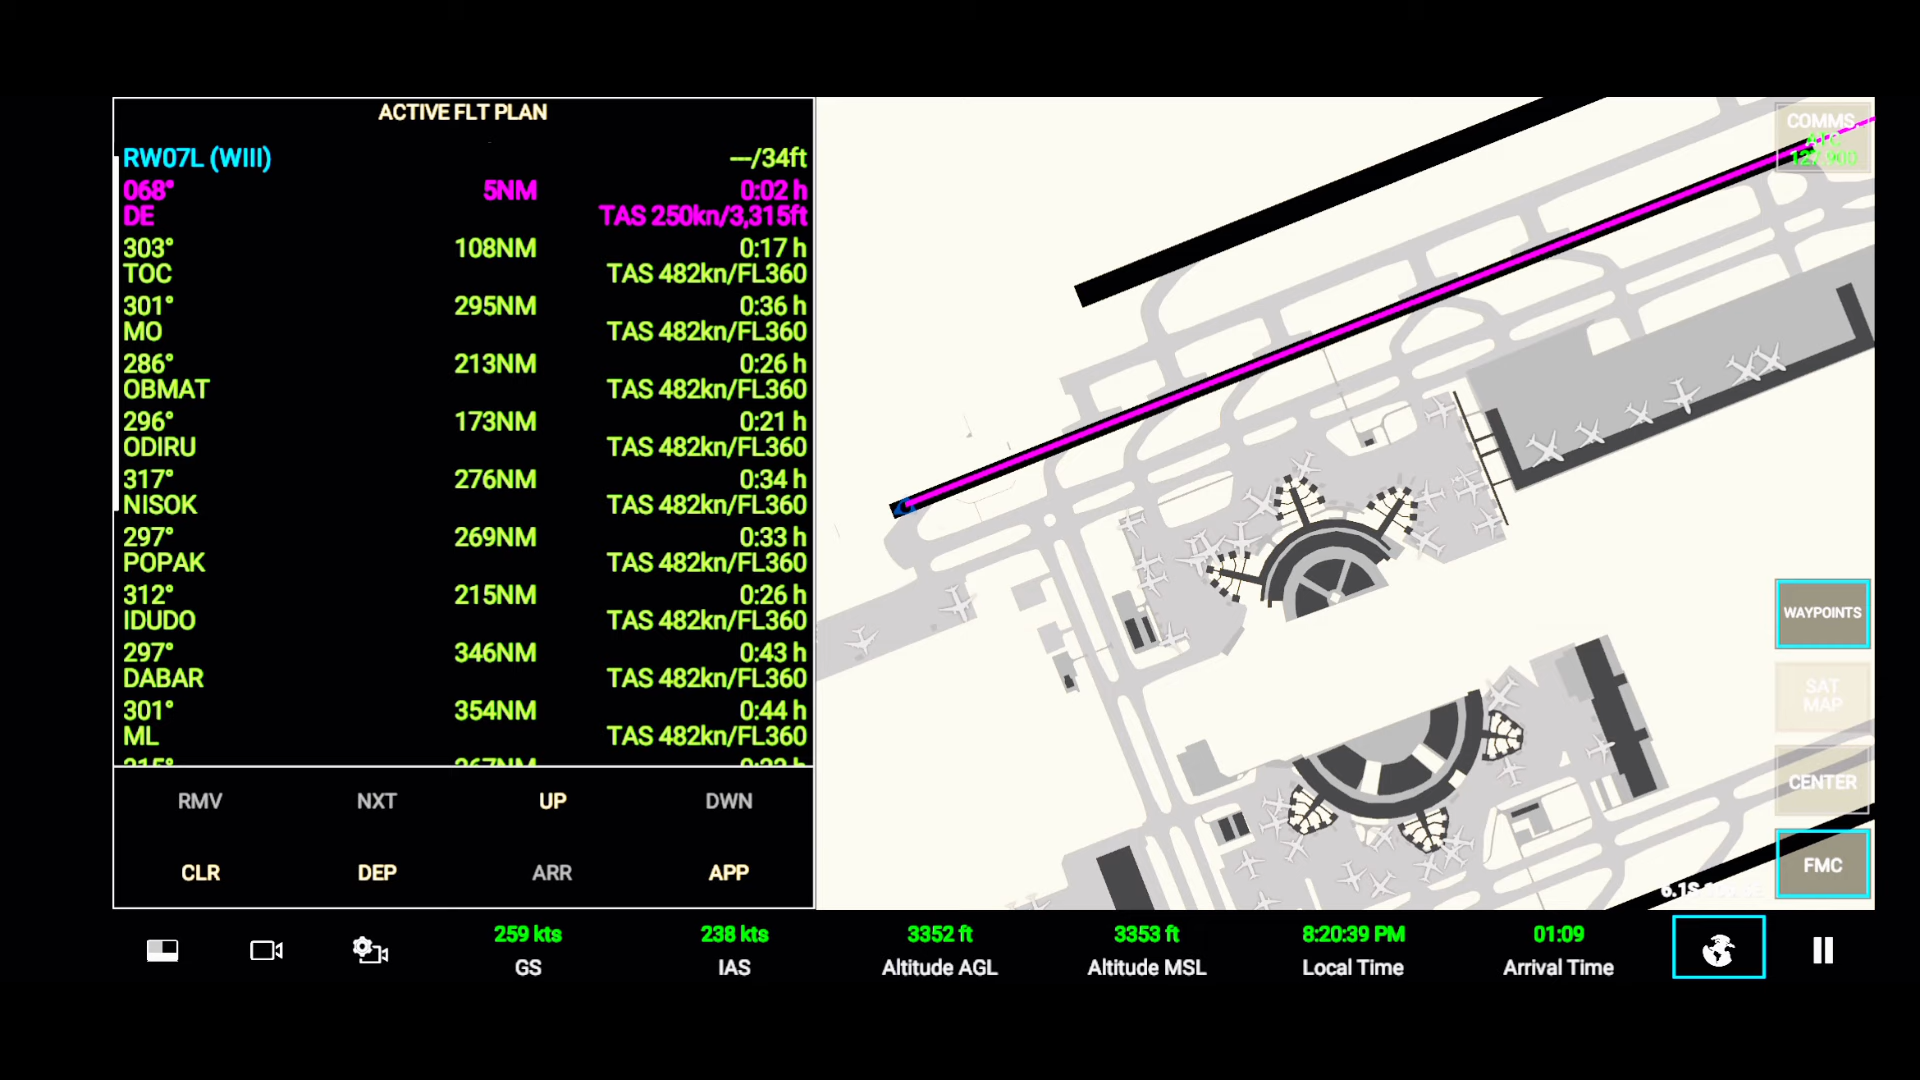 ACTIVE FLT PLAN
RW07L (WIII) ---/34ft
068° 5NM 0:02 h
DE TAS 250kn/3,315ft
303° 108NM 0:17 h
TOC TAS 482kn/FL360
301° 295NM 0:36 h
MO TAS 482kn/FL360
286° 213NM 0:26 h
OBMAT TAS 482kn/FL360
296° 173NM 0:21 h
ODIRU TAS 482kn/FL360
317° 276NM 0:34 h
NISOK TAS 482kn/FL360
297° 269NM 0:33 h
POPAK TAS 482kn/FL360
312° 215NM 0:26 h
IDUDO TAS 482kn/FL360
297° 346NM 0:43 h
DABAR TAS 482kn/FL360
301° 354NM 0:44 h
ML TAS 482kn/FL360
RMV NXT UP DWN
CLR DEP ARR APP
COMMS
ATC
127.900
WAYPOINTS
SAT
MAP
CENTER
FMC
6.1S
259 kts 238 kts 3352 ft 3353 ft 8:20:39 PM 01:09
GS IAS Altitude AGL Altitude MSL Local Time Arrival Time